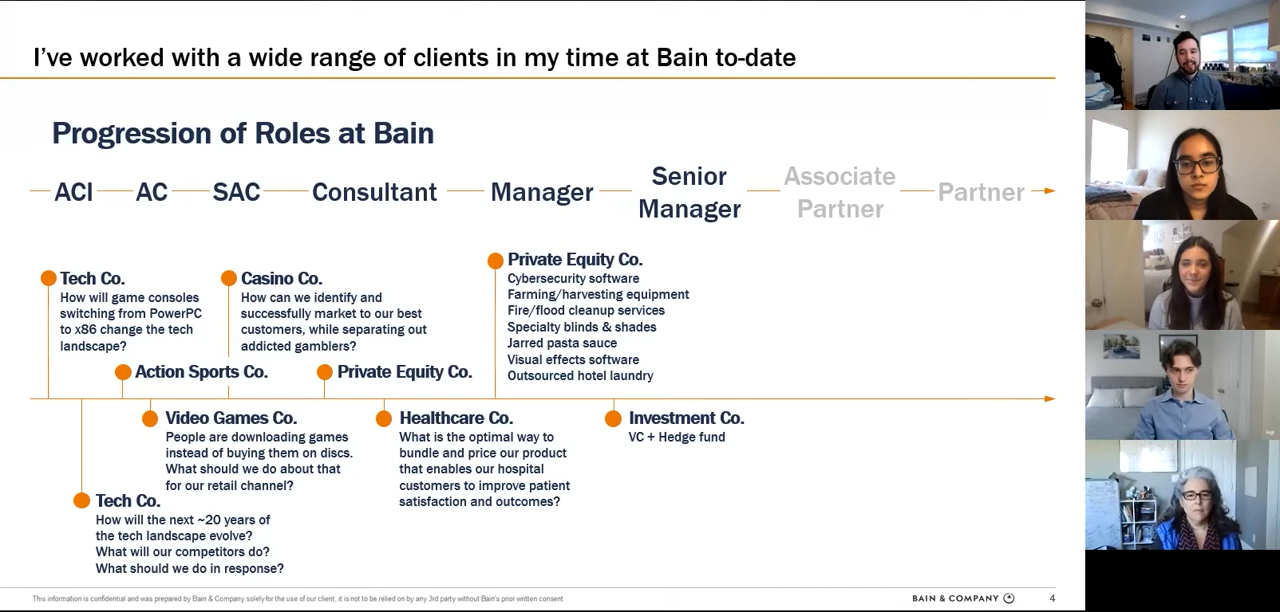 I've worked with a wide range of clients in my time at Bain to-date
Progression of Roles at Bain
ACI
AC
SAC
Consultant
Manager
Senior
Manager
Associate
Partner
Partner
Tech Co.
How will game consoles
switching from PowerPC
to x86 change the tech
landscape?
Casino Co.
How can we identify and
successfully market to our best
customers, while separating out
addicted gamblers?
Private Equity Co.
Cybersecurity software
Farming/harvesting equipment
Fire/flood cleanup services
Specialty blinds & shades
Jarred pasta sauce
Visual effects software
Outsourced hotel laundry
Action Sports Co.
Private Equity Co.
Video Games Co.
People are downloading games
instead of buying them on discs.
What should we do about that
for our retail channel?
Healthcare Co.
What is the optimal way to
bundle and price our product
that enables our hospital
customers to improve patient
satisfaction and outcomes?
Investment Co.
VC + Hedge fund
Tech Co.
How will the next ~20 years of
the tech landscape evolve?
What will our competitors do?
What should we do in response?
This information is confidential and was prepared by Bain & Company solely for the use of our client, it is not to be relied on by any 3rd party without Bain's prior written consent
BAIN & COMPANY
4